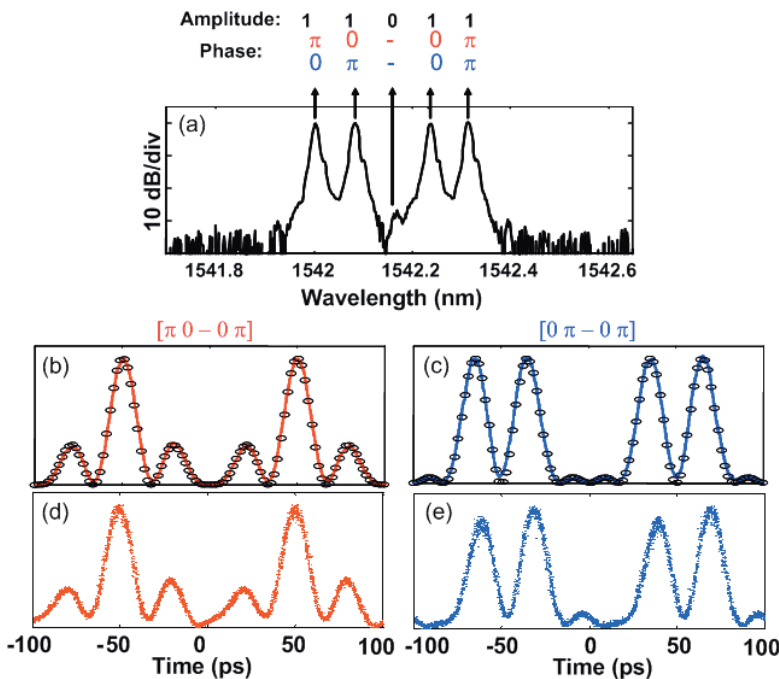 Amplitude: 1 1 0 1 1
Phase: π 0 - 0 π
0 π - 0 π
(a)
10 dB/div
1541.8 1542 1542.2 1542.4 1542.6
Wavelength (nm)
[π 0 – 0 π] [0 π – 0 π]
(b) (c)
(d) (e)
-100 -50 0 50 100 -100 -50 0 50 100
Time (ps) Time (ps)